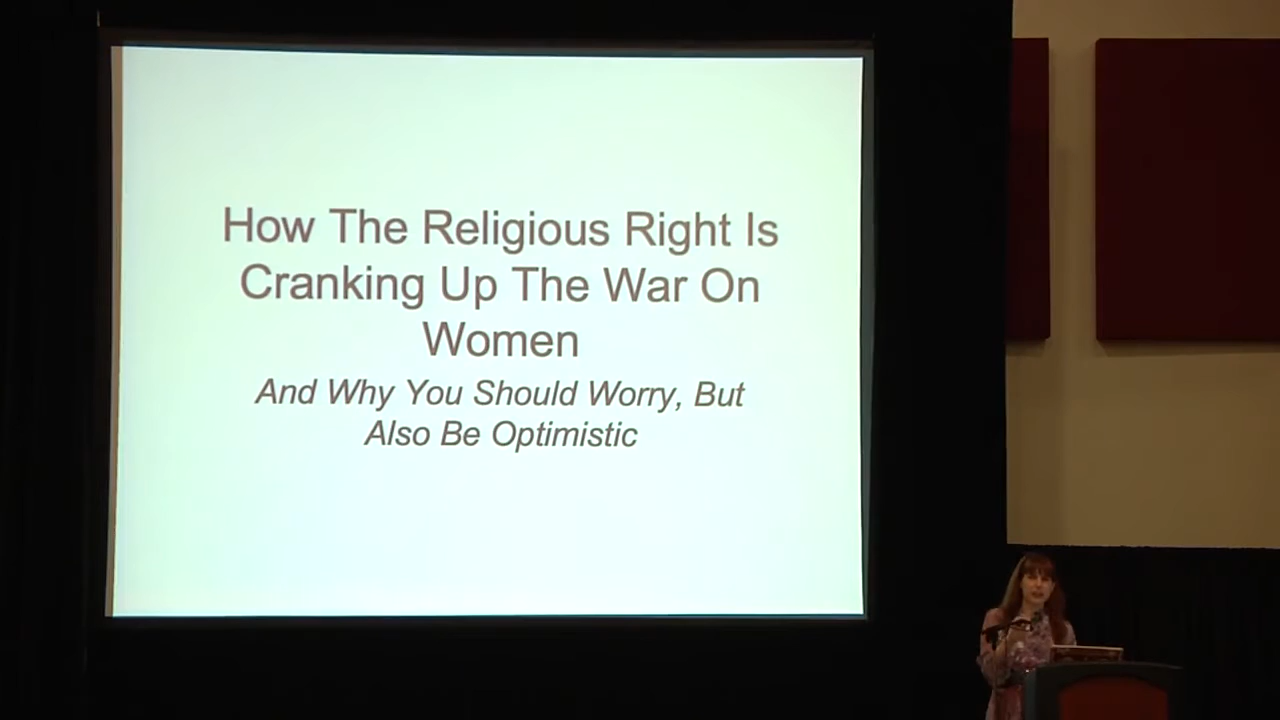 How The Religious Right Is
Cranking Up The War On
Women
And Why You Should Worry, But
Also Be Optimistic